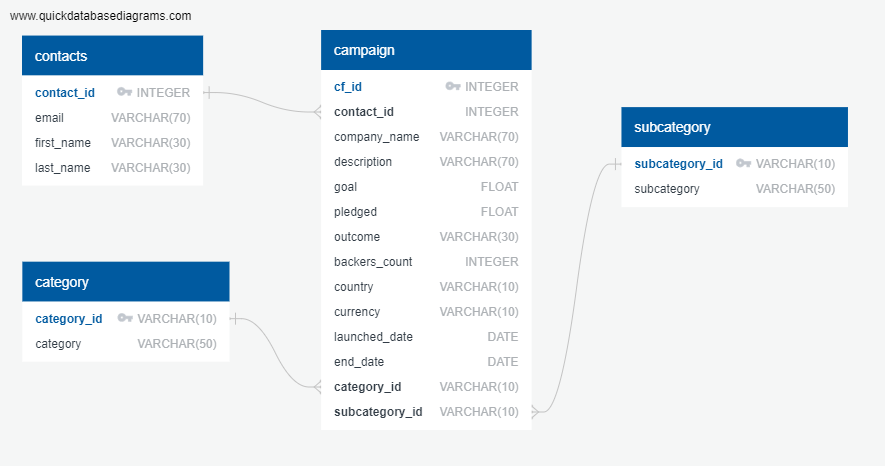 www.quickdatabasediagrams.com
contacts
contact_id INTEGER
email VARCHAR(70)
first_name VARCHAR(30)
last_name VARCHAR(30)
category
category_id VARCHAR(10)
category VARCHAR(50)
campaign
cf_id INTEGER
contact_id INTEGER
company_name VARCHAR(70)
description VARCHAR(70)
goal FLOAT
pledged FLOAT
outcome VARCHAR(30)
backers_count INTEGER
country VARCHAR(10)
currency VARCHAR(10)
launched_date DATE
end_date DATE
category_id VARCHAR(10)
subcategory_id VARCHAR(10)
subcategory
subcategory_id VARCHAR(10)
subcategory VARCHAR(50)